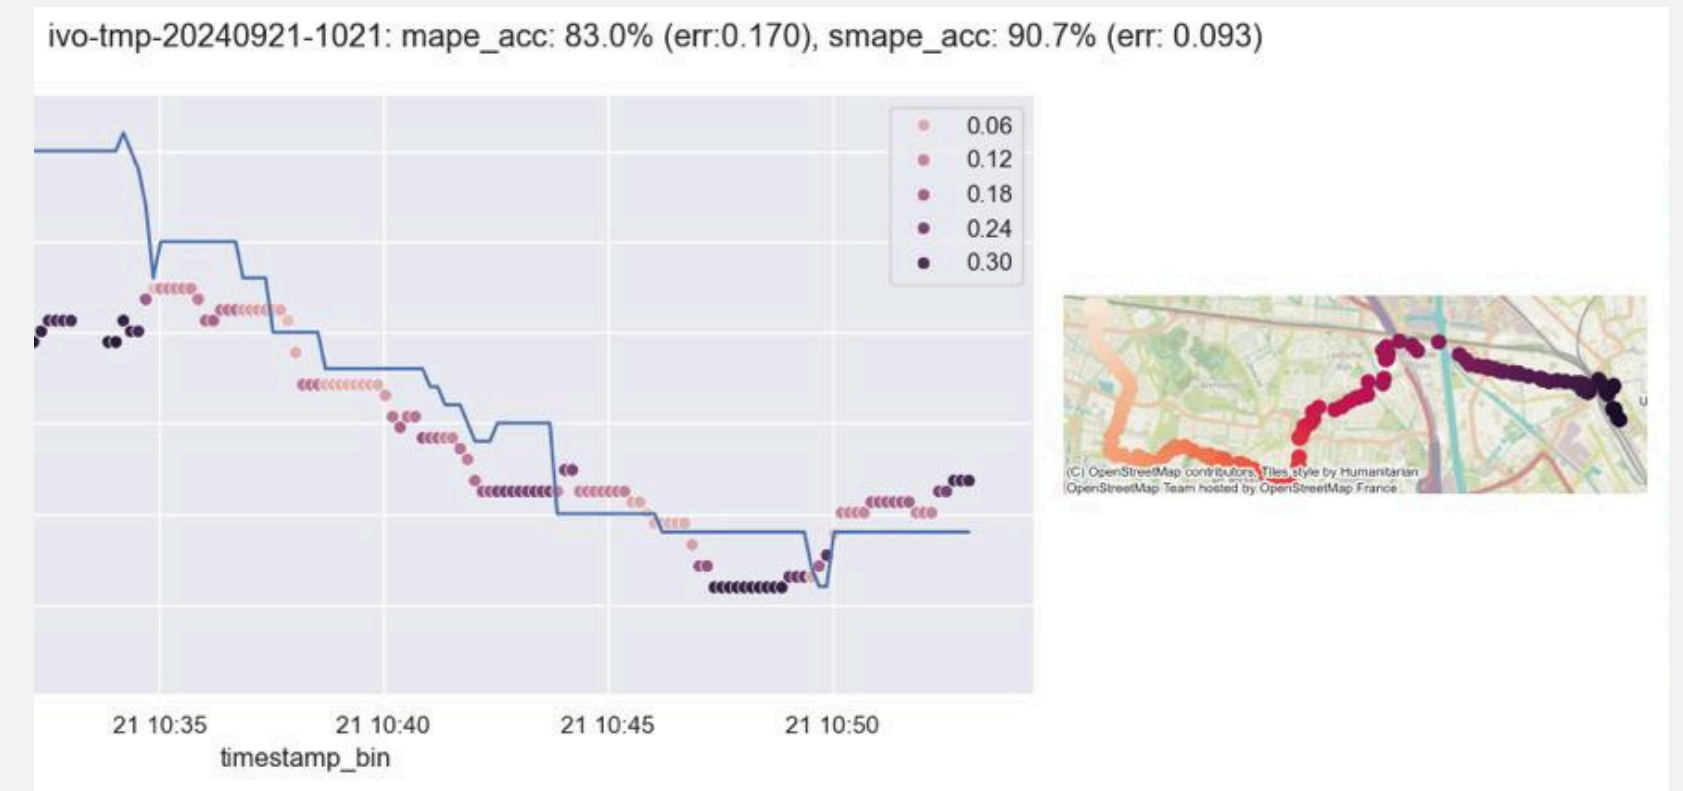 ivo-tmp-20240921-1021: mape_acc: 83.0% (err:0.170), smape_acc: 90.7% (err: 0.093)
0.06
0.12
0.18
0.24
0.30
21 10:35
21 10:40
21 10:45
21 10:50
timestamp_bin
(C) OpenStreetMap contributors, Tiles style by Humanitarian
OpenStreetMap Team hosted by OpenStreetMap France